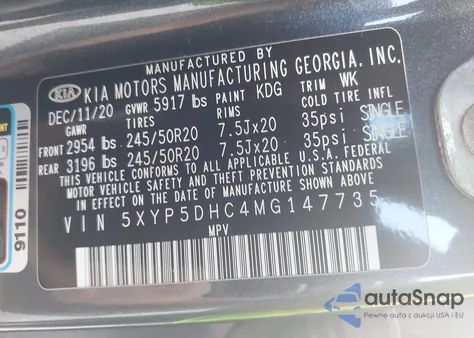 MANUFACTURED BY
KIA KIA MOTORS MANUFACTURING GEORGIA, INC.
DEC/11/20 GVWR 5917 lbs PAINT KDG TRIM WK
GAWR TIRES RIMS COLD TIRE INFL
FRONT 2954 lbs 245/50R20 7.5Jx20 35psi SINGLE
REAR 3196 lbs 245/50R20 7.5Jx20 35psi SINGLE
THIS VEHICLE CONFORMS TO ALL APPLICABLE U.S.A. FEDERAL
MOTOR VEHICLE SAFETY AND THEFT PREVENTION STANDARDS
IN EFFECT ON THE DATE OF MANUFACTURE SHOWN ABOVE.
VIN 5XYP5DHC4MG147735
MPV
9110
autoSnap
Pewne auta z aukcji USA i EU